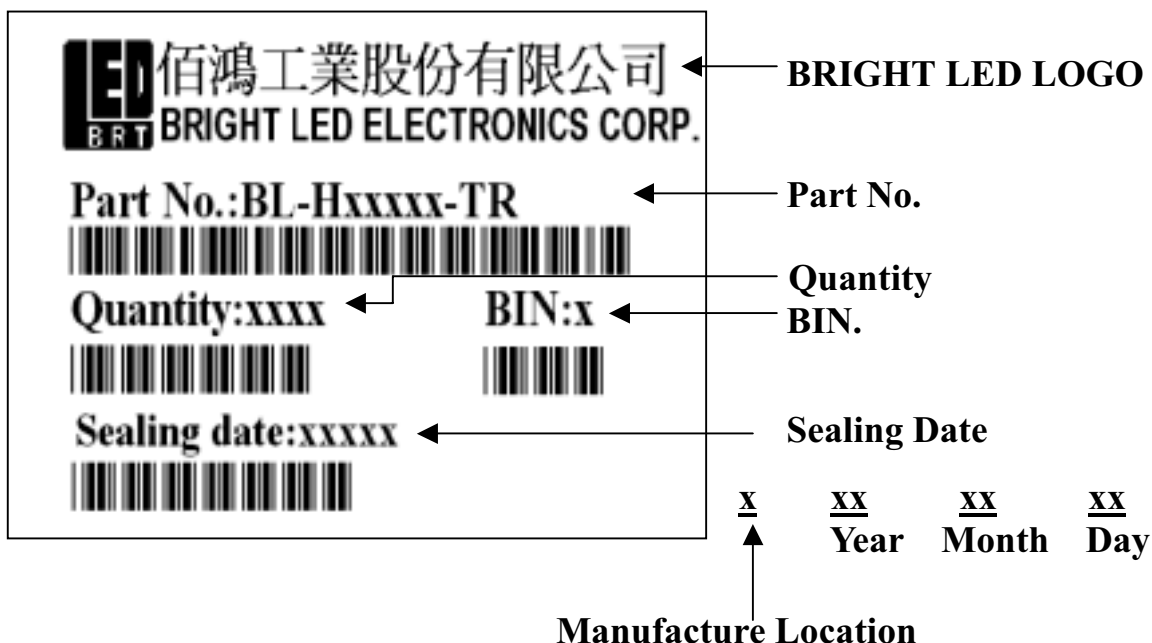 LED 佰鴻工業股份有限公司
BRT BRIGHT LED ELECTRONICS CORP.
BRIGHT LED LOGO
Part No.:BL-Hxxxxx-TR
Part No.
Quantity:xxxx
BIN:x
Quantity
BIN.
Sealing date:xxxxx
Sealing Date
x xx xx xx
Year Month Day
Manufacture Location